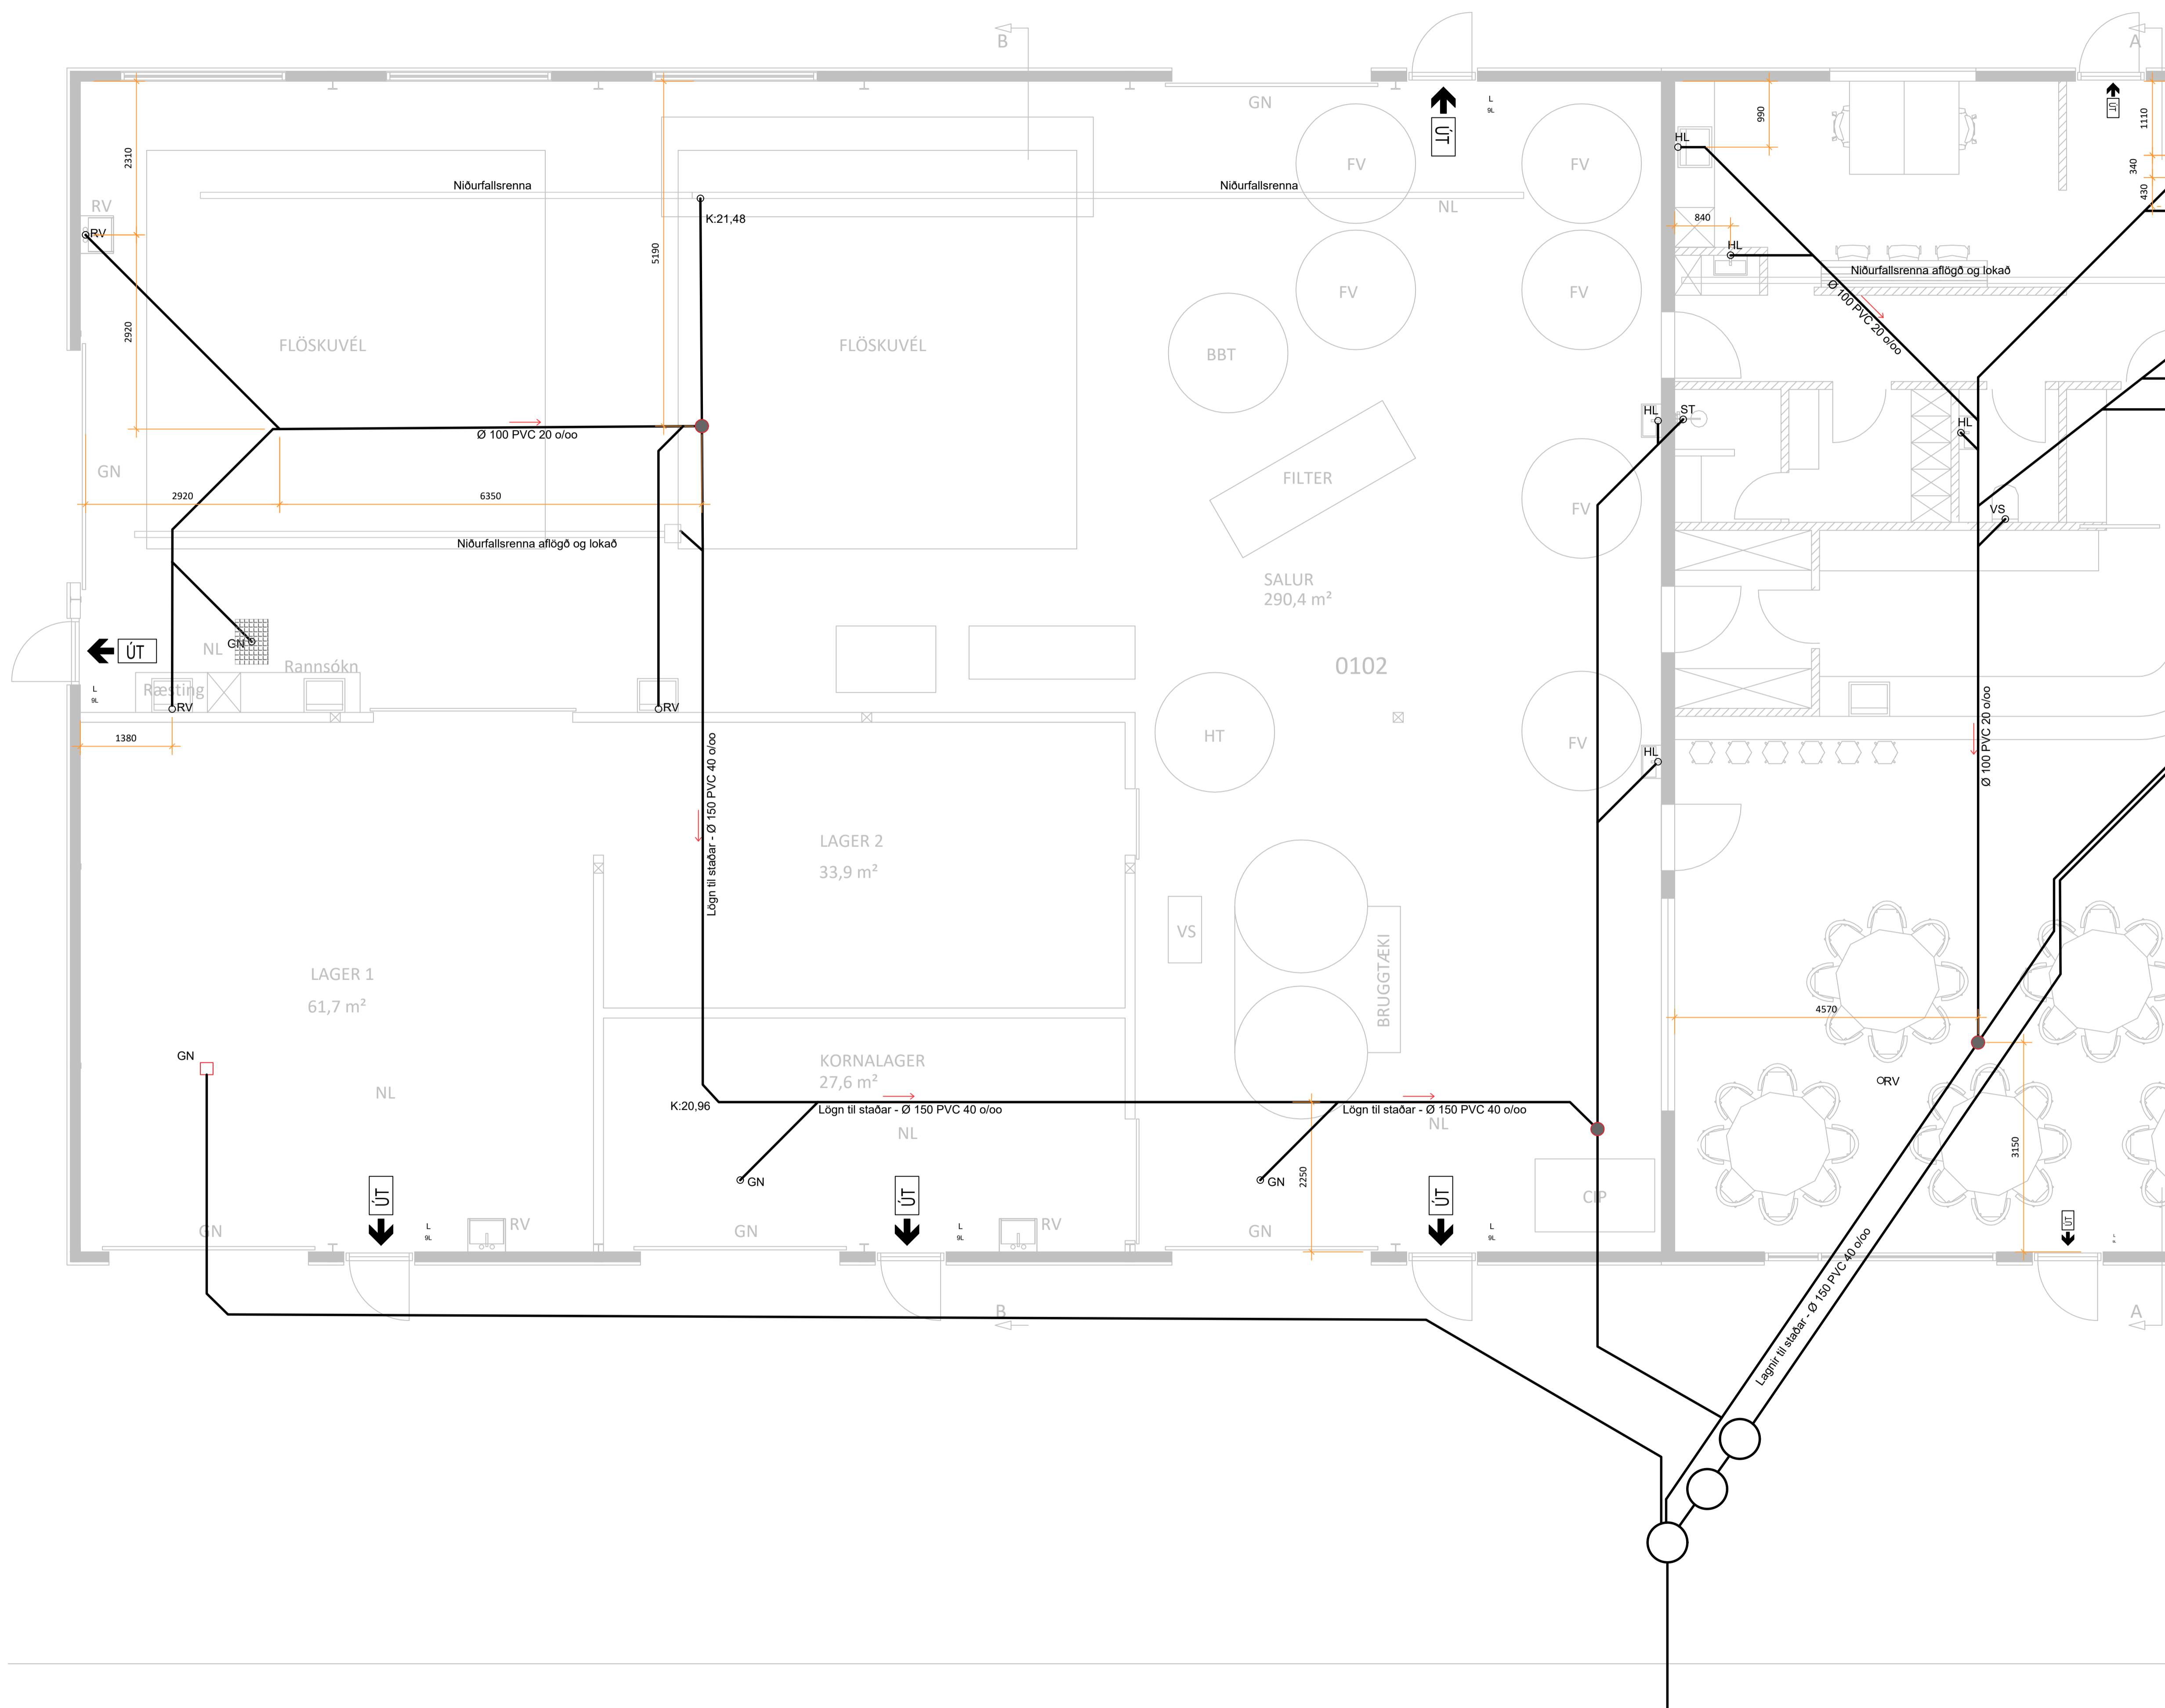 B
A
GN
L
9L
ÚT
ÚT
990
1110
340
430
HL
2310
Niðurfallsrenna
Niðurfallsrenna
FV
FV
NL
RV
RV
K:21,48
840
HL
5190
Niðurfallsrenna aflögð og lokað
Ø 100 PVC 20 o/oo
FV
FV
2920
FLÖSKUVÉL
FLÖSKUVÉL
BBT
HL
ST
HL
Ø 100 PVC 20 o/oo
GN
FILTER
2920
6350
FV
VS
Niðurfallsrenna aflögð og lokað
SALUR
290,4 m²
GN
NL
ÚT
Rannsókn
0102
L
9L
Ræsting
RV
RV
1380
HT
FV
HL
Ø 100 PVC 20 o/oo
Lögn til staðar - Ø 150 PVC 40 o/oo
LAGER 2
33,9 m²
VS
BRUGGTÆKI
LAGER 1
61,7 m²
4570
GN
KORNALAGER
27,6 m²
RV
NL
K:20,96
Lögn til staðar - Ø 150 PVC 40 o/oo
Lögn til staðar - Ø 150 PVC 40 o/oo
NL
NL
3150
GN
GN
2250
ÚT
ÚT
ÚT
CIP
ÚT
GN
L
9L
RV
GN
L
9L
RV
GN
L
9L
Lagnir til staðar - Ø 150 PVC 40 o/oo
B
A